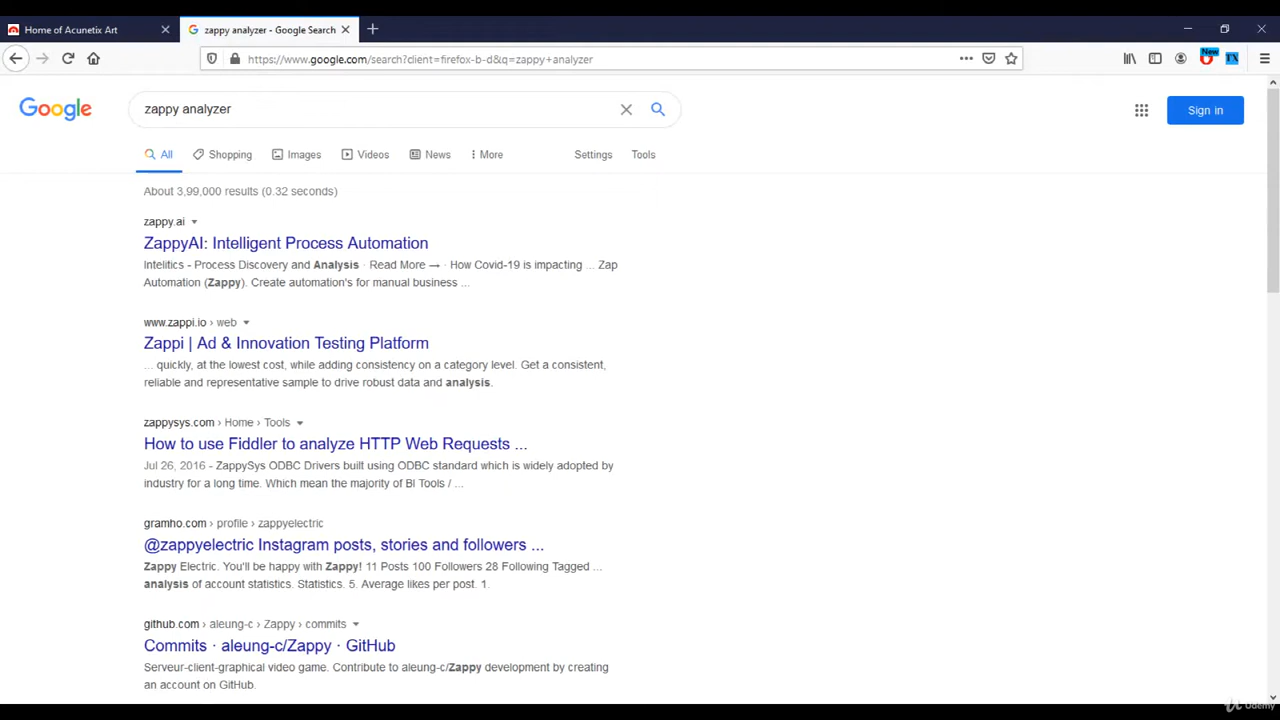 Home of Acunetix Art
zappy analyzer - Google Search
https://www.google.com/search?client=firefox-b-d&q=zappy+analyzer
New
TX
Google
zappy analyzer
Sign in
All
Shopping
Images
Videos
News
More
Settings
Tools
About 3,99,000 results (0.32 seconds)
zappy.ai
ZappyAI: Intelligent Process Automation
Intelitics - Process Discovery and Analysis · Read More → · How Covid-19 is impacting ... Zap
Automation (Zappy). Create automation's for manual business ...
www.zappi.io › web
Zappi | Ad & Innovation Testing Platform
... quickly, at the lowest cost, while adding consistency on a category level. Get a consistent,
reliable and representative sample to drive robust data and analysis.
zappysys.com › Home › Tools
How to use Fiddler to analyze HTTP Web Requests ...
Jul 26, 2016 - ZappySys ODBC Drivers built using ODBC standard which is widely adopted by
industry for a long time. Which mean the majority of BI Tools / ...
gramho.com › profile › zappyelectric
@zappyelectric Instagram posts, stories and followers ...
Zappy Electric. You'll be happy with Zappy! 11 Posts 100 Followers 28 Following Tagged ...
analysis of account statistics. Statistics. 5. Average likes per post. 1.
github.com › aleung-c › Zappy › commits
Commits · aleung-c/Zappy · GitHub
Serveur-client-graphical video game. Contribute to aleung-c/Zappy development by creating
an account on GitHub.
Udemy